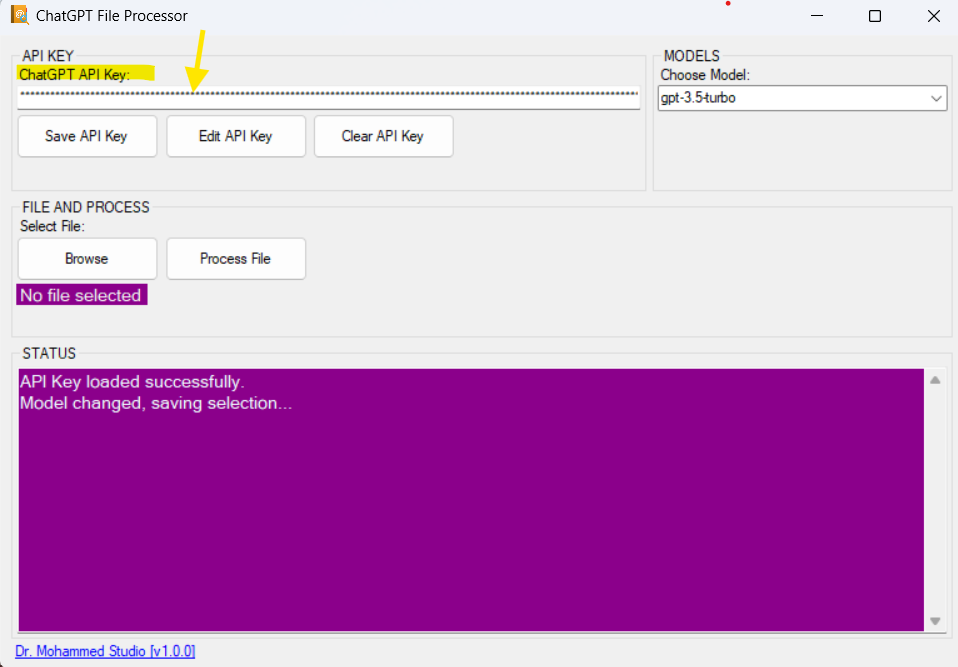 ChatGPT File Processor
API KEY
ChatGPT API Key:
Save API Key
Edit API Key
Clear API Key
MODELS
Choose Model:
gpt-3.5-turbo
FILE AND PROCESS
Select File:
Browse
Process File
No file selected
STATUS
API Key loaded successfully.
Model changed, saving selection...
Dr. Mohammed Studio [v1.0.0]